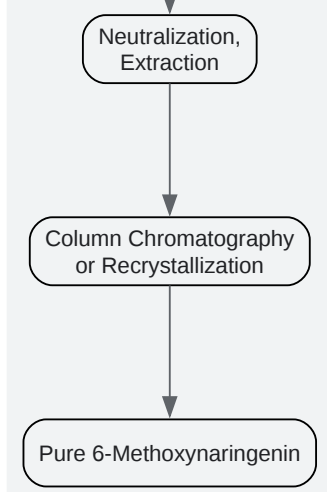 Neutralization,
Extraction
Column Chromatography
or Recrystallization
Pure 6-Methoxynaringenin